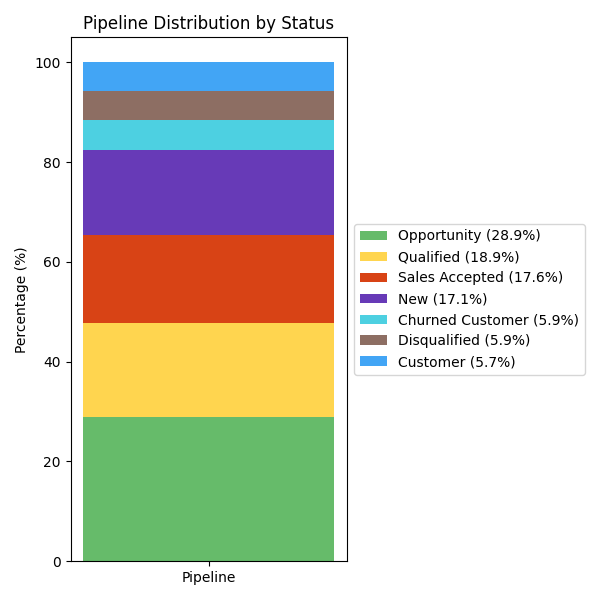 Pipeline Distribution by Status
100
80
60
40
20
0
Percentage (%)
Pipeline
Opportunity (28.9%)
Qualified (18.9%)
Sales Accepted (17.6%)
New (17.1%)
Churned Customer (5.9%)
Disqualified (5.9%)
Customer (5.7%)